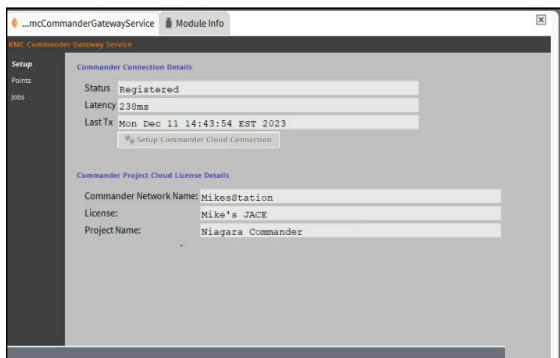 ...mcCommanderGatewayService Module Info
KMC Commander Gateway Service
Setup
Points
Jobs
Commander Connection Details
Status Registered
Latency 238ms
Last Tx Mon Dec 11 14:43:54 EST 2023
Setup Commander Cloud Connection
Commander Project Cloud License Details
Commander Network Name: MikesStation
License: Mike's JACE
Project Name: Niagara Commander